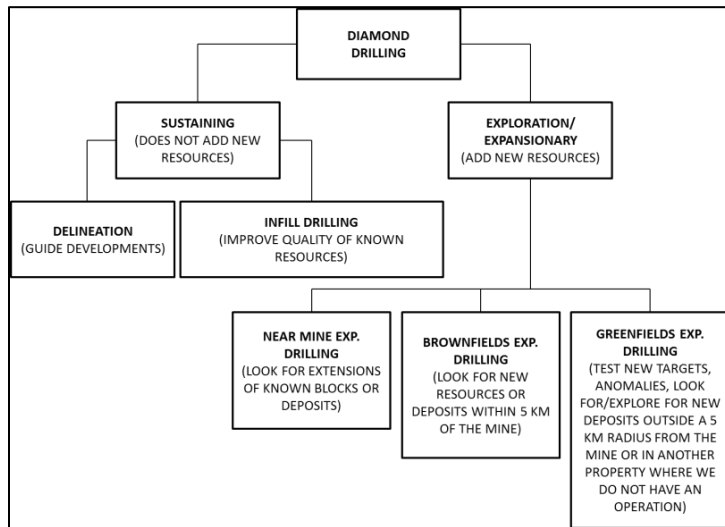 DIAMOND
DRILLING
SUSTAINING
(DOES NOT ADD NEW
RESOURCES)
EXPLORATION/
EXPANSIONARY
(ADD NEW RESOURCES)
DELINEATION
(GUIDE DEVELOPMENTS)
INFILL DRILLING
(IMPROVE QUALITY OF KNOWN
RESOURCES)
NEAR MINE EXP.
DRILLING
(LOOK FOR EXTENSIONS
OF KNOWN BLOCKS OR
DEPOSITS)
BROWNFIELDS EXP.
DRILLING
(LOOK FOR NEW
RESOURCES OR
DEPOSITS WITHIN 5 KM
OF THE MINE)
GREENFIELDS EXP.
DRILLING
(TEST NEW TARGETS,
ANOMALIES, LOOK
FOR/EXPLORE FOR NEW
DEPOSITS OUTSIDE A 5
KM RADIUS FROM THE
MINE OR IN ANOTHER
PROPERTY WHERE WE
DO NOT HAVE AN
OPERATION)